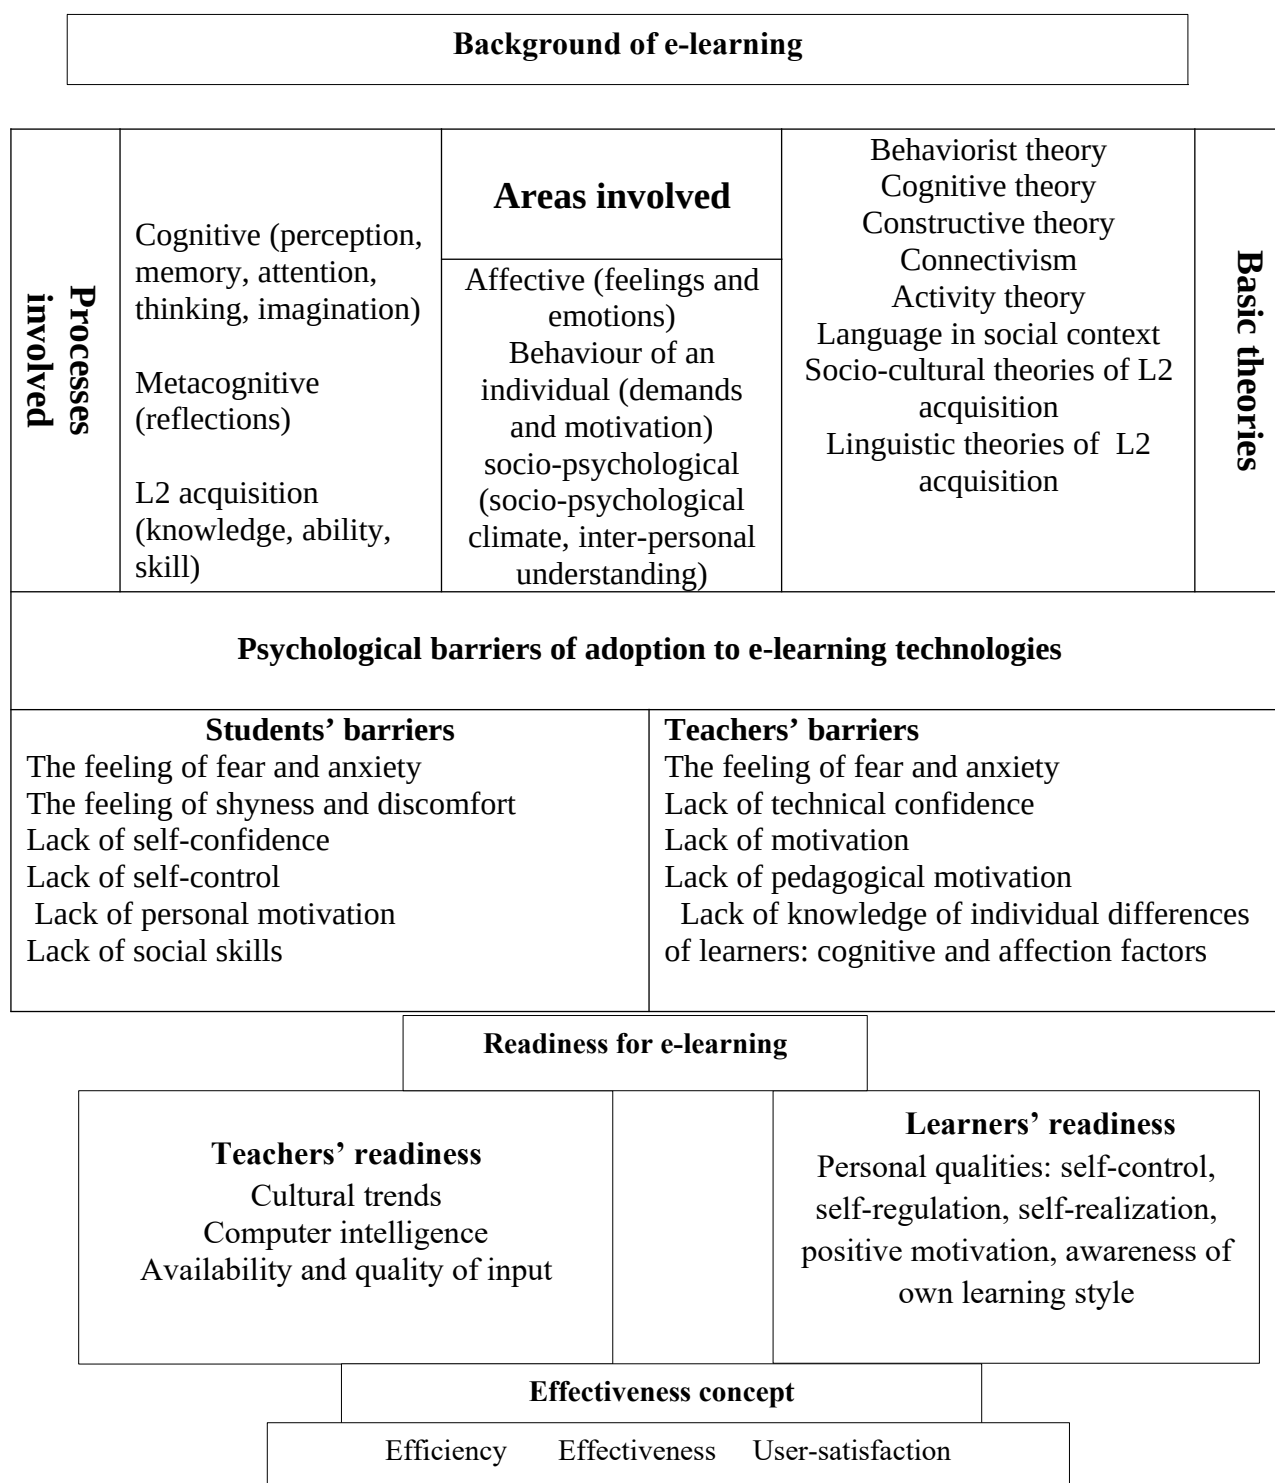 Background of e-learning
Processes
involved
Cognitive (perception,
memory, attention,
thinking, imagination)
Metacognitive
(reflections)
L2 acquisition
(knowledge, ability,
skill)
Areas involved
Affective (feelings and
emotions)
Behaviour of an
individual (demands
and motivation)
socio-psychological
(socio-psychological
climate, inter-personal
understanding)
Behaviorist theory
Cognitive theory
Constructive theory
Connectivism
Activity theory
Language in social context
Socio-cultural theories of L2
acquisition
Linguistic theories of L2
acquisition
Basic theories
Psychological barriers of adoption to e-learning technologies
Students’ barriers
The feeling of fear and anxiety
The feeling of shyness and discomfort
Lack of self-confidence
Lack of self-control
Lack of personal motivation
Lack of social skills
Teachers’ barriers
The feeling of fear and anxiety
Lack of technical confidence
Lack of motivation
Lack of pedagogical motivation
Lack of knowledge of individual differences
of learners: cognitive and affection factors
Readiness for e-learning
Teachers’ readiness
Cultural trends
Computer intelligence
Availability and quality of input
Learners’ readiness
Personal qualities: self-control,
self-regulation, self-realization,
positive motivation, awareness of
own learning style
Effectiveness concept
Efficiency Effectiveness User-satisfaction